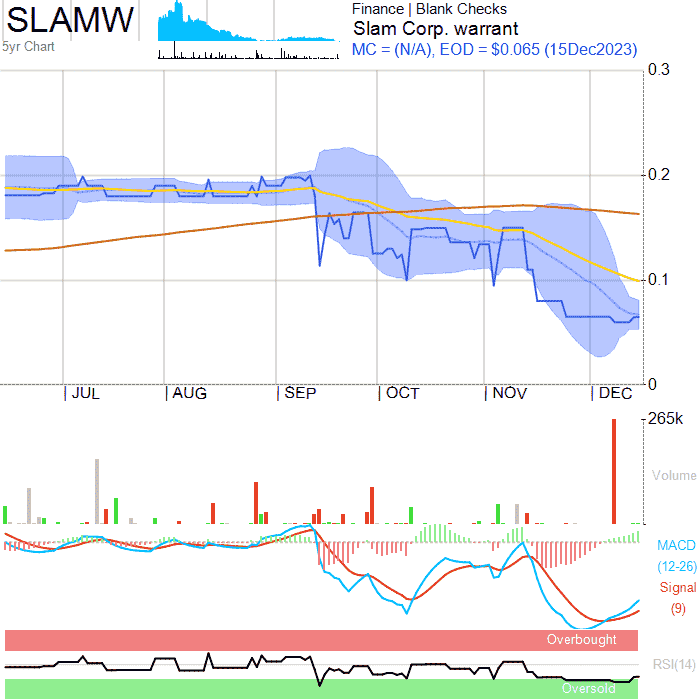 SLAMW
5yr Chart
Finance | Blank Checks
Slam Corp. warrant
MC = (N/A), EOD = $0.065 (15Dec2023)
0.3
0.2
0.1
0
JUL
AUG
SEP
OCT
NOV
DEC
265k
Volume
MACD
(12-26)
Signal
(9)
Overbought
RSI(14)
Oversold